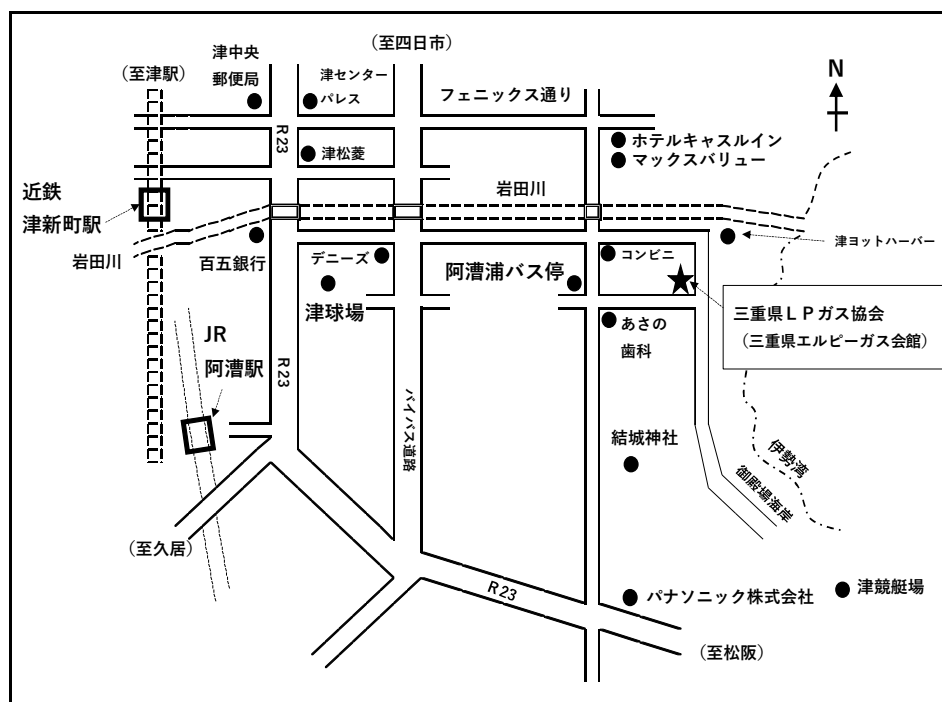 （至四日市）
津中央
郵便局
（至津駅）
津センター
パレス
フェニックス通り
N
R23
津松菱
ホテルキャスルイン
マックスバリュー
近鉄
津新町駅
岩田川
岩田川
百五銀行
デニーズ
阿漕浦バス停
コンビニ
津ヨットハーバー
津球場
三重県ＬＰガス協会
（三重県エルピーガス会館）
あさの
歯科
JR
阿漕駅
R23
バイパス道路
結城神社
伊勢湾
御殿場海岸
（至久居）
R23
パナソニック株式会社
津競艇場
（至松阪）